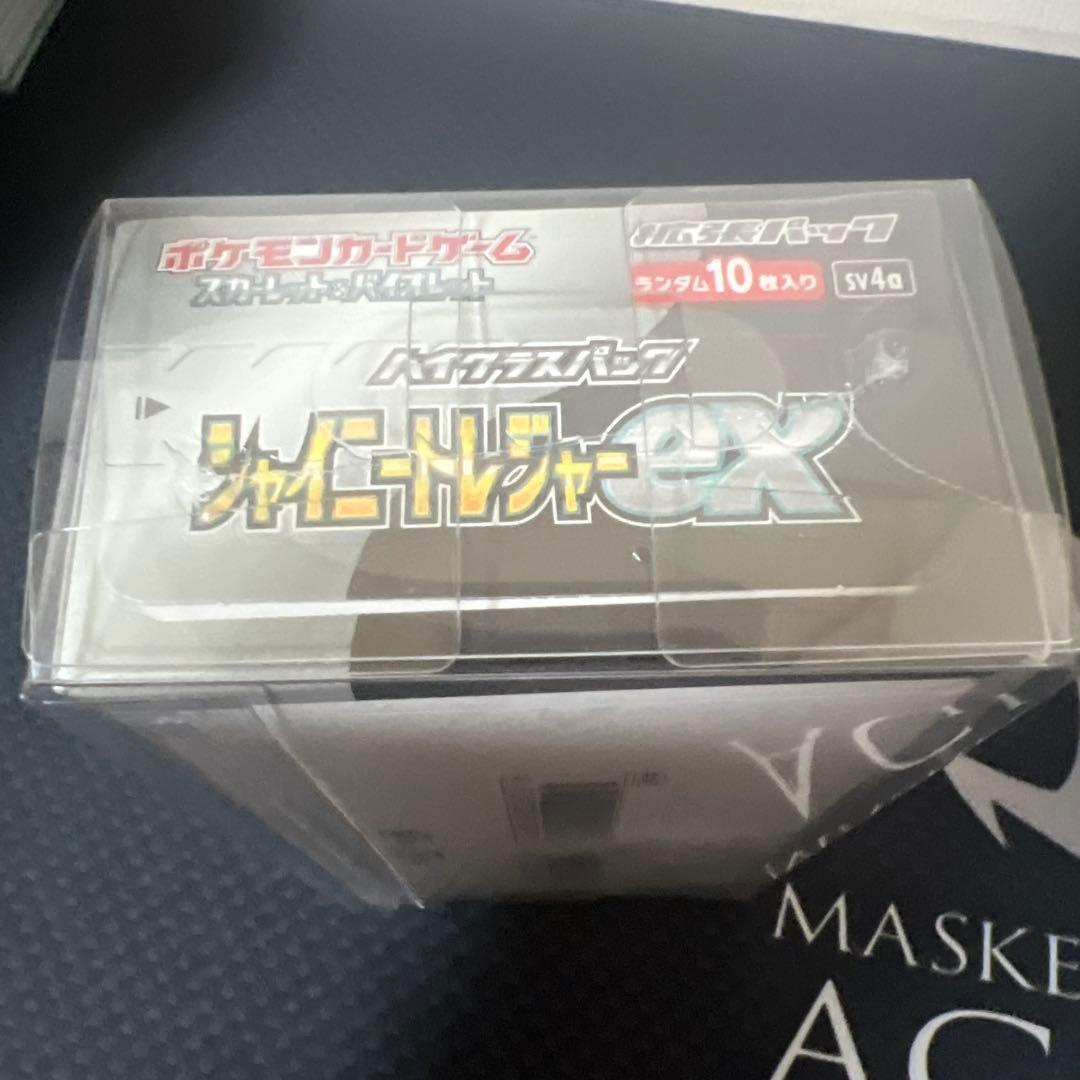 ポケモンカードゲーム
スカーレット&バイオレット
拡張パック
ランダム10枚入り
sv4a
ハイクラスパック
シャイニートレジャーex
MASKE
AC